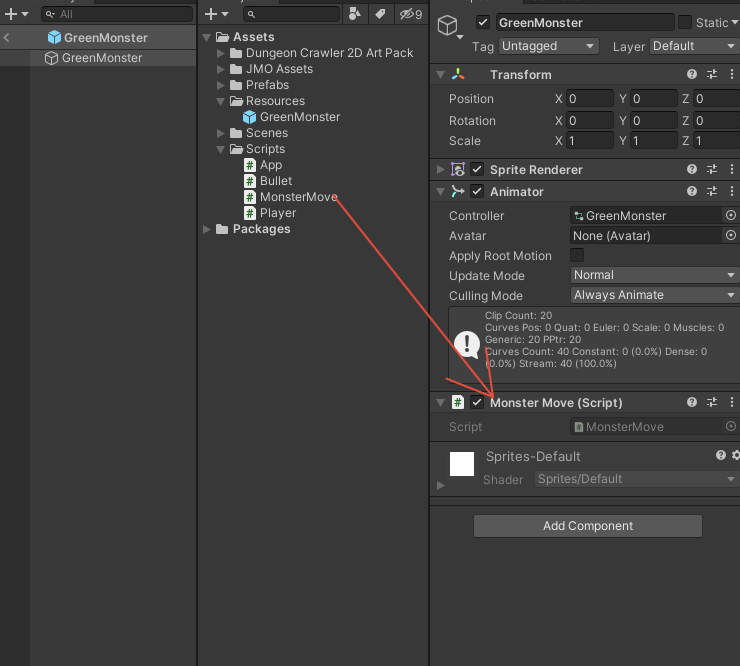 All
9
GreenMonster
GreenMonster
Assets
Dungeon Crawler 2D Art Pack
JMO Assets
Prefabs
Resources
GreenMonster
Scenes
Scripts
App
Bullet
MonsterMove
Player
Packages
GreenMonster
Static
Tag Untagged Layer Default
Transform
Position X 0 Y 0 Z 0
Rotation X 0 Y 0 Z 0
Scale X 1 Y 1 Z 1
Sprite Renderer
Animator
Controller GreenMonster
Avatar None (Avatar)
Apply Root Motion
Update Mode Normal
Culling Mode Always Animate
Clip Count: 20
Curves Pos: 0 Quat: 0 Euler: 0 Scale: 0 Muscles: 0
Generic: 20 PPtr: 20
Curves Count: 40 Constant: 0 (0.0%) Dense: 0
(0.0%) Stream: 40 (100.0%)
Monster Move (Script)
Script MonsterMove
Sprites-Default
Shader Sprites/Default
Add Component